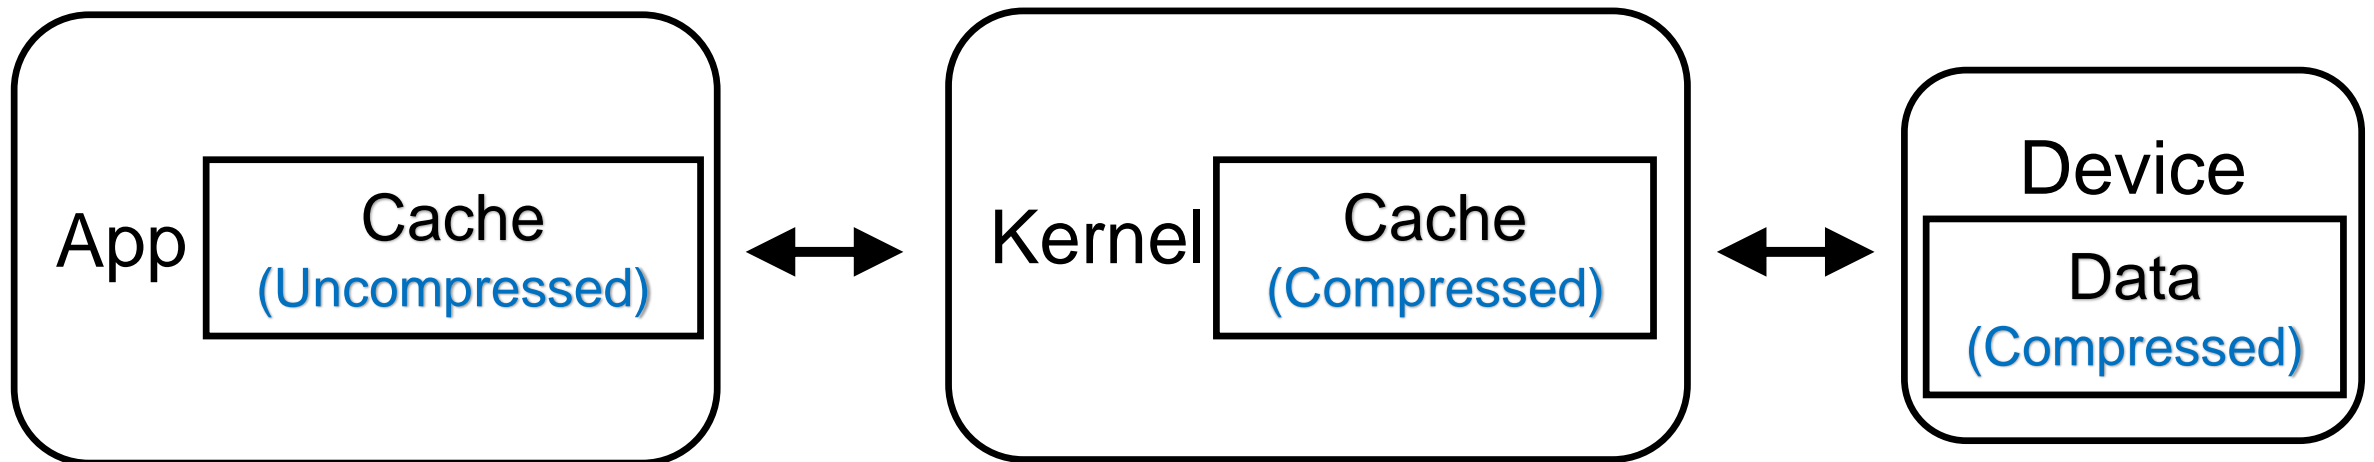 App
Cache
(Uncompressed)
Kernel
Cache
(Compressed)
Device
Data
(Compressed)